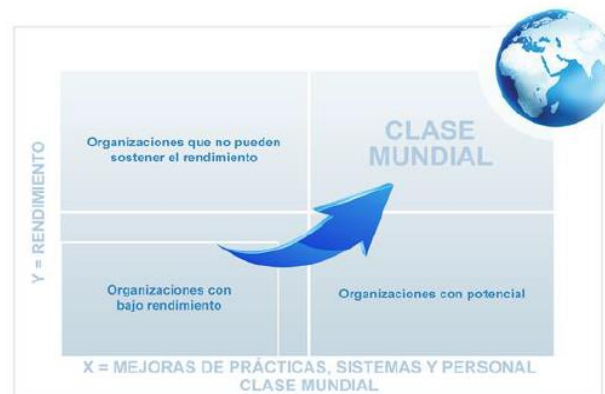 Organizaciones que no pueden
sostener el rendimiento
CLASE
MUNDIAL
Y = RENDIMIENTO
Organizaciones con
bajo rendimiento
Organizaciones con potencial
X = MEJORAS DE PRÁCTICAS, SISTEMAS Y PERSONAL
CLASE MUNDIAL